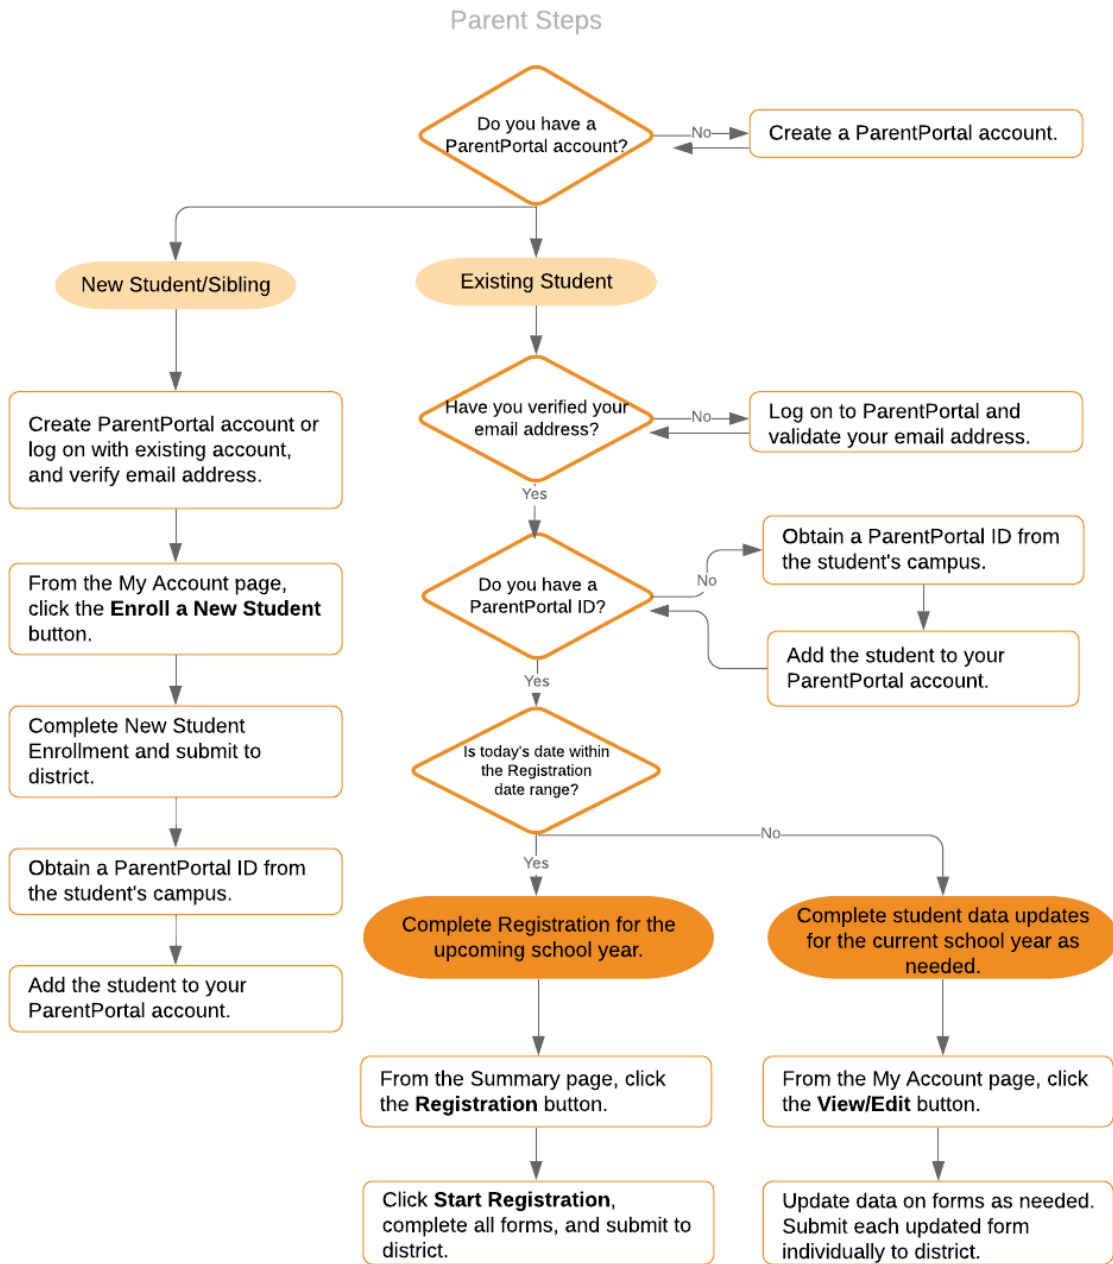 Parent Steps
Do you have a
ParentPortal account?
No
Create a ParentPortal account.
New Student/Sibling
Existing Student
Create ParentPortal account or
log on with existing account,
and verify email address.
Have you verified your
email address?
No
Log on to ParentPortal and
validate your email address.
Yes
From the My Account page,
click the Enroll a New Student
button.
Do you have a
ParentPortal ID?
No
Obtain a ParentPortal ID from
the student's campus.
Add the student to your
ParentPortal account.
Yes
Complete New Student
Enrollment and submit to
district.
Is today's date within
the Registration
date range?
No
Yes
Obtain a ParentPortal ID from
the student's campus.
Complete Registration for the
upcoming school year.
Complete student data updates
for the current school year as
needed.
Add the student to your
ParentPortal account.
From the Summary page, click
the Registration button.
From the My Account page, click
the View/Edit button.
Click Start Registration,
complete all forms, and submit to
district.
Update data on forms as needed.
Submit each updated form
individually to district.